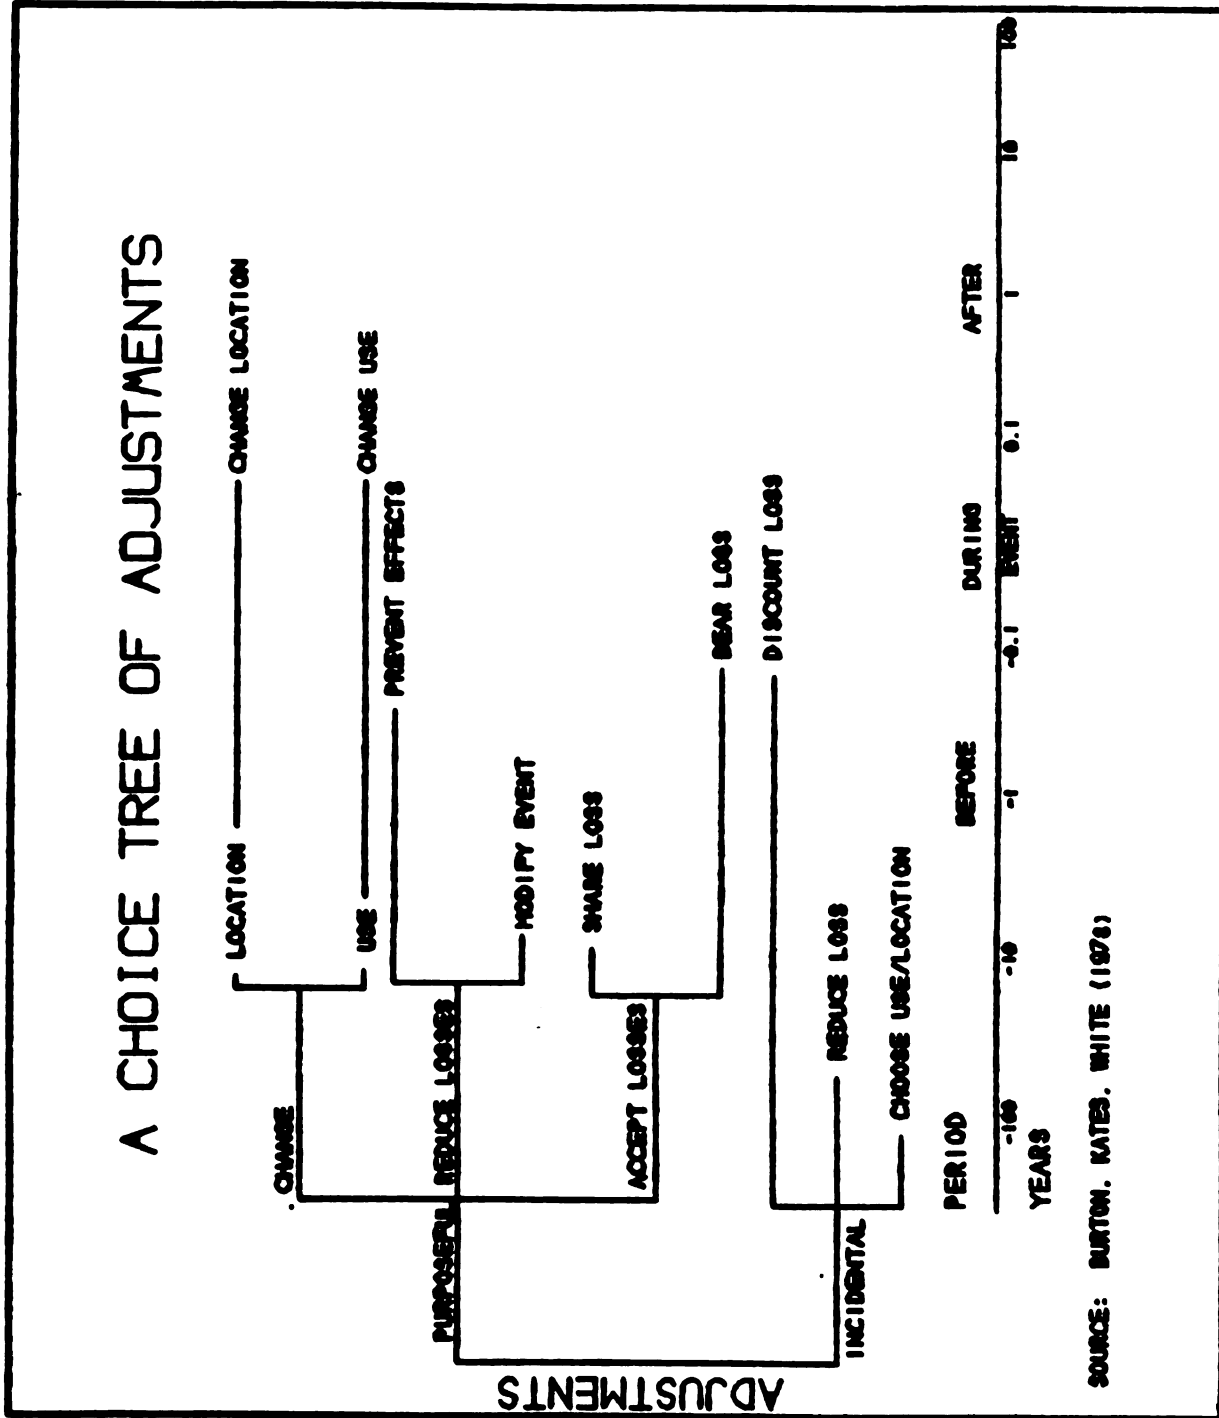 A CHOICE TREE OF ADJUSTMENTS
ADJUSTMENTS
PURPOSEFUL
CHANGE
LOCATION
CHANGE LOCATION
USE
CHANGE USE
REDUCE LOSSES
PREVENT EFFECTS
MODIFY EVENT
ACCEPT LOSSES
SHARE LOSS
BEAR LOSS
INCIDENTAL
DISCOUNT LOSS
REDUCE LOSS
CHOOSE USE/LOCATION
PERIOD BEFORE DURING AFTER
YEARS -100 -10 -1 -0.1 EVENT 0.1 1 10 100
SOURCE: BURTON, KATES, WHITE (1978)